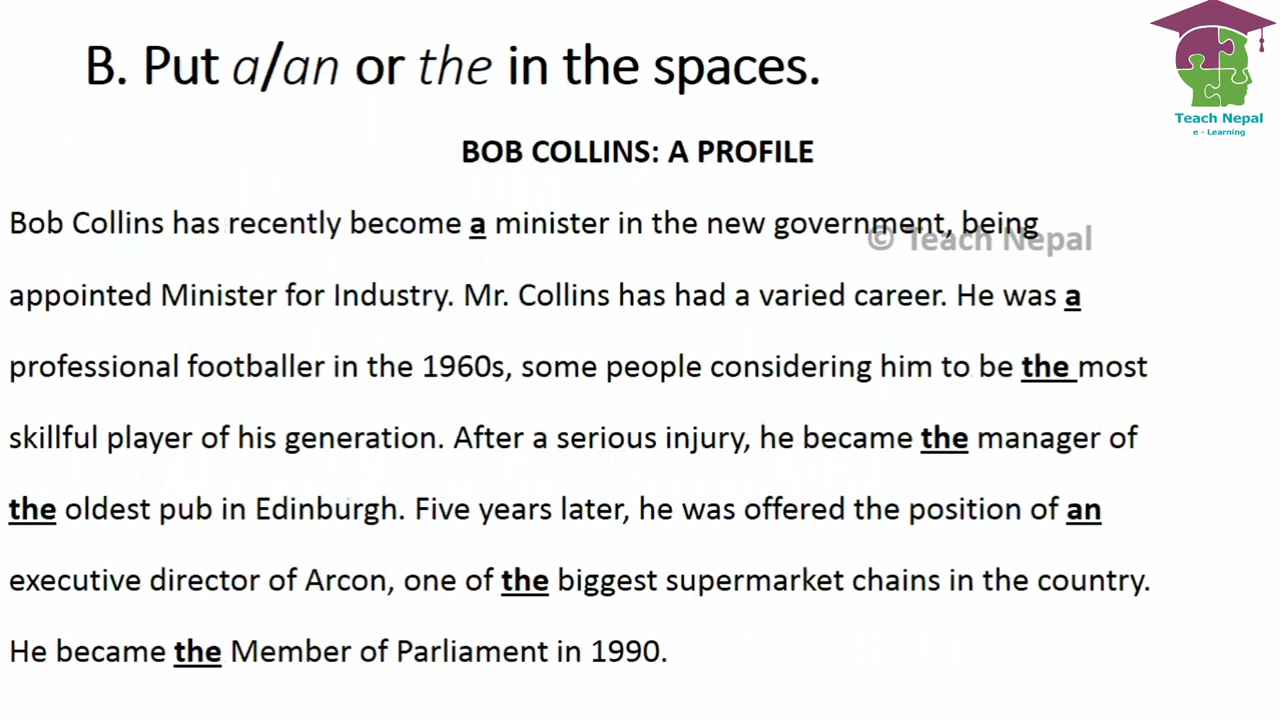 B. Put a/an or the in the spaces.
Teach Nepal
e - Learning
BOB COLLINS: A PROFILE
Bob Collins has recently become a minister in the new government, being
© Teach Nepal
appointed Minister for Industry. Mr. Collins has had a varied career. He was a
professional footballer in the 1960s, some people considering him to be the most
skillful player of his generation. After a serious injury, he became the manager of
the oldest pub in Edinburgh. Five years later, he was offered the position of an
executive director of Arcon, one of the biggest supermarket chains in the country.
He became the Member of Parliament in 1990.